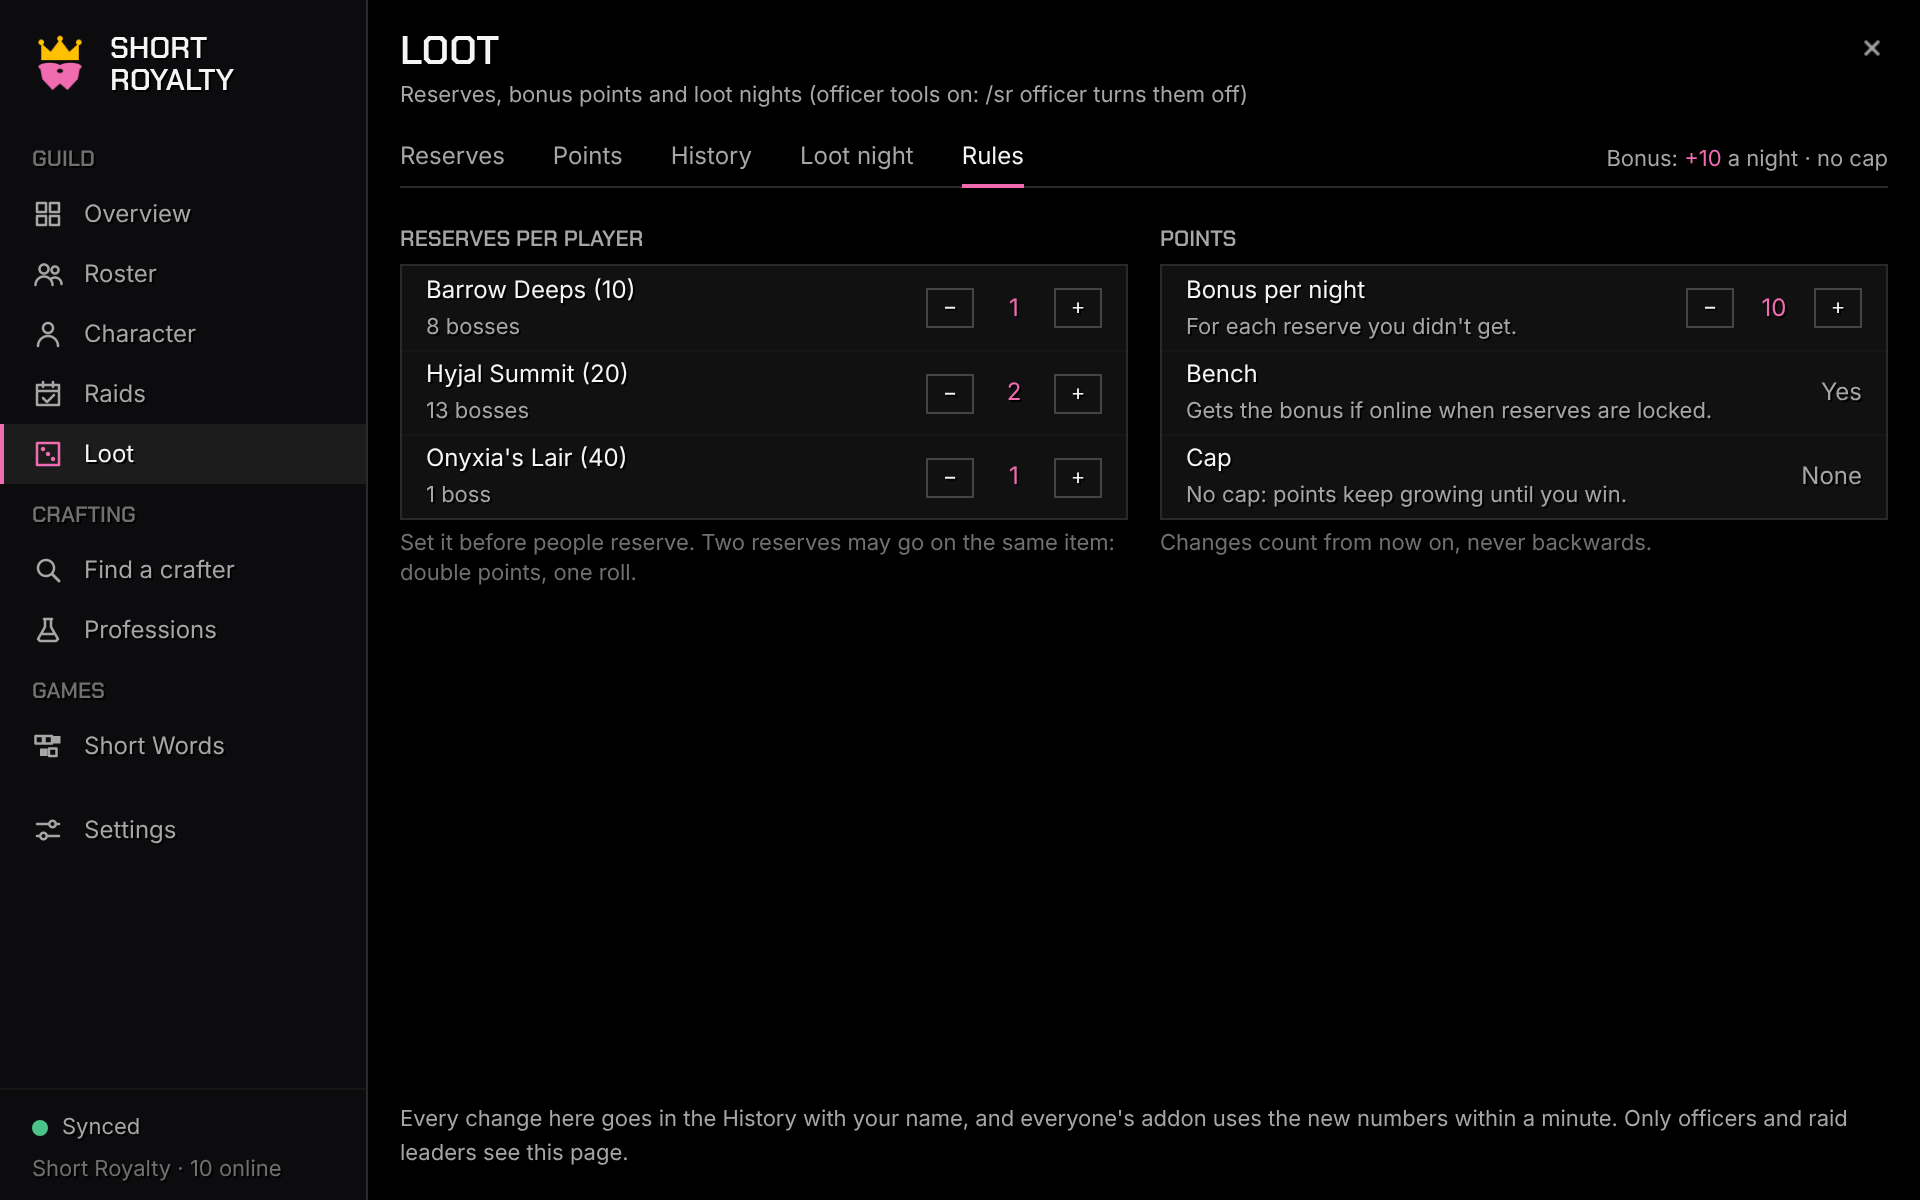 SHORT
ROYALTY
GUILD
Overview
Roster
Character
Raids
Loot
CRAFTING
Find a crafter
Professions
GAMES
Short Words
Settings
Synced
Short Royalty · 10 online
LOOT
Reserves, bonus points and loot nights (officer tools on: /sr officer turns them off)
Reserves Points History Loot night Rules
Bonus: +10 a night · no cap
RESERVES PER PLAYER
Barrow Deeps (10)
8 bosses
− 1 +
Hyjal Summit (20)
13 bosses
− 2 +
Onyxia's Lair (40)
1 boss
− 1 +
Set it before people reserve. Two reserves may go on the same item:
double points, one roll.
POINTS
Bonus per night
For each reserve you didn't get.
− 10 +
Bench
Gets the bonus if online when reserves are locked.
Yes
Cap
No cap: points keep growing until you win.
None
Changes count from now on, never backwards.
Every change here goes in the History with your name, and everyone's addon uses the new numbers within a minute. Only officers and raid
leaders see this page.